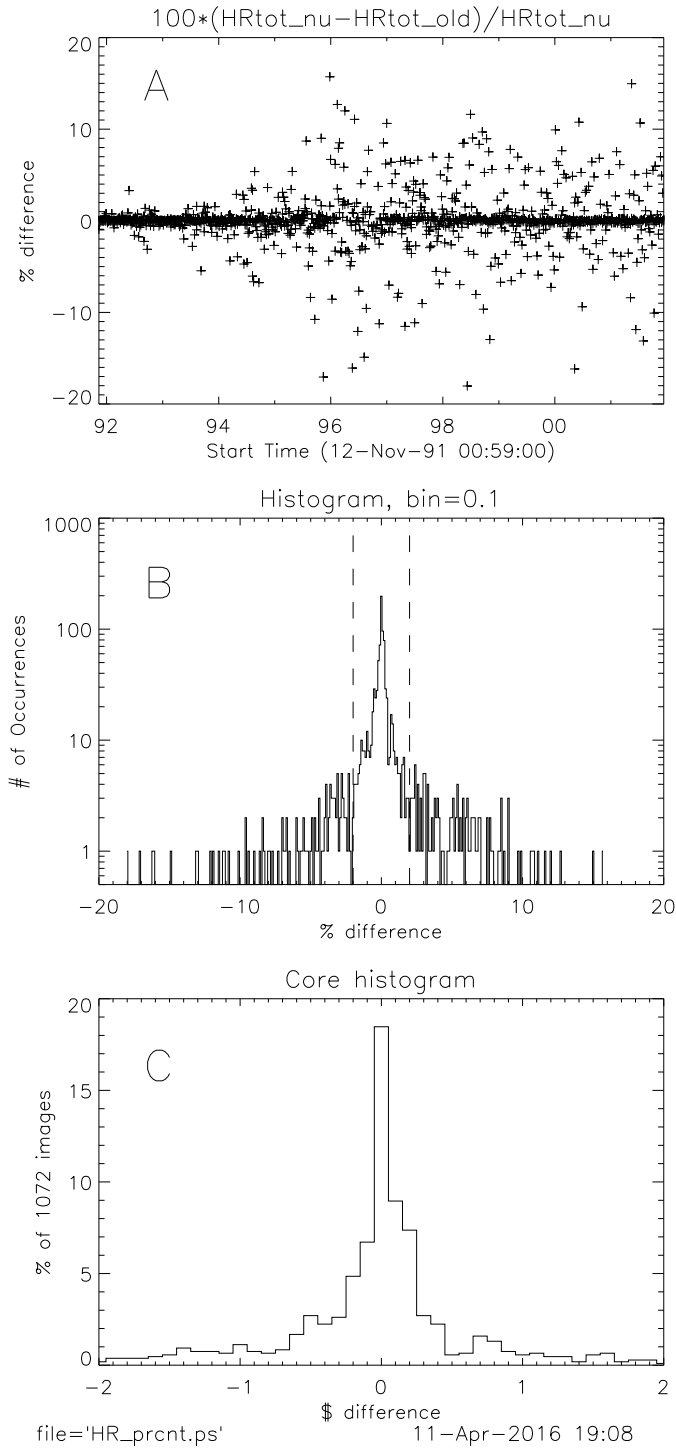 100*(HRtot_nu-HRtot_old)/HRtot_nu
A
20
10
0
-10
-20
% difference
92 94 96 98 00
Start Time (12-Nov-91 00:59:00)
Histogram, bin=0.1
B
1000
100
10
1
# of Occurrences
-20 -10 0 10 20
% difference
Core histogram
C
20
15
10
5
0
% of 1072 images
-2 -1 0 1 2
$ difference
file='HR_prcnt.ps' 11-Apr-2016 19:08